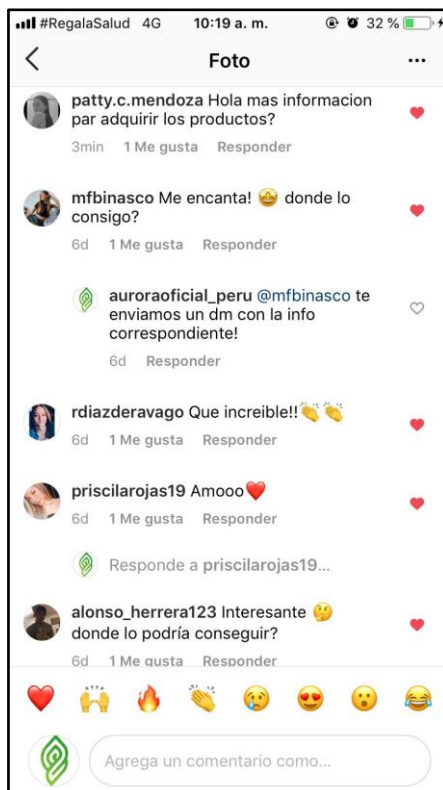 #RegalaSalud 4G 10:19 a. m. 32 %
Foto
patty.c.mendoza Hola mas informacion
par adquirir los productos?
3min 1 Me gusta Responder
mfbinasco Me encanta! 🤩 donde lo
consigo?
6d 1 Me gusta Responder
auroraoficial_peru @mfbinasco te
enviamos un dm con la info
correspondiente!
6d Responder
rdiazderavago Que increible!!👏👏
6d 1 Me gusta Responder
priscilarojas19 Amooo❤️
6d 1 Me gusta Responder
Responde a priscilarojas19...
alonso_herrera123 Interesante 🤔
donde lo podría conseguir?
6d 1 Me gusta Responder
Agrega un comentario como...